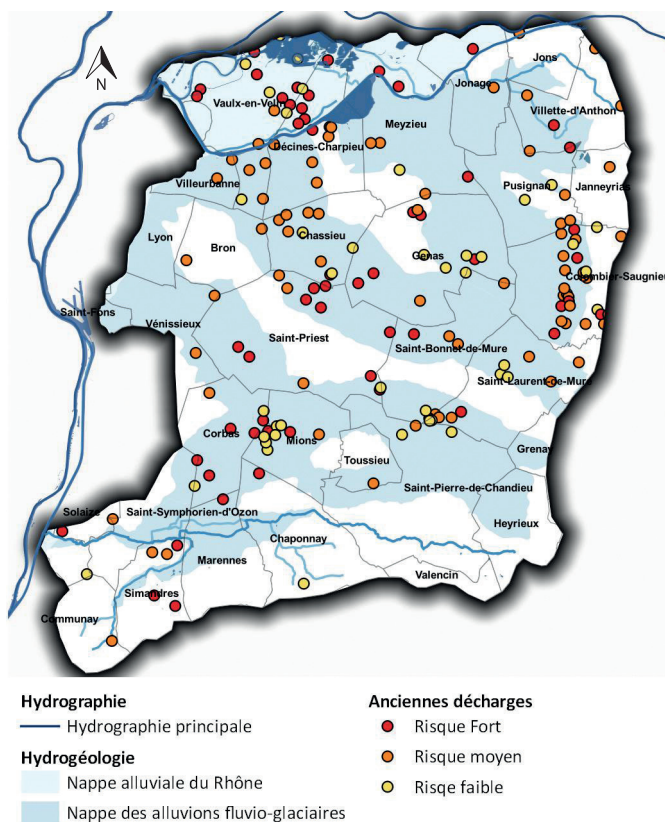 N
Jons
Vaulx-en-Velin
Jonage
Villette-d'Anthon
Meyzieu
Décines-Charpieu
Villeurbanne
Pusignan
Janneyrias
Lyon
Bron
Chassieu
Genas
Colombier-Saugnieu
Saint-Fons
Vénissieux
Saint-Priest
Saint-Bonnet-de-Mure
Saint-Laurent-de-Mure
Corbas
Mions
Toussieu
Grenay
Saint-Pierre-de-Chandieu
Solaize
Saint-Symphorien-d'Ozon
Heyrieux
Chaponnay
Marennes
Valencin
Simandres
Communay
Hydrographie
Hydrographie principale
Hydrogéologie
Nappe alluviale du Rhône
Nappe des alluvions fluvio-glaciaires
Anciennes décharges
Risque Fort
Risque moyen
Risqe faible